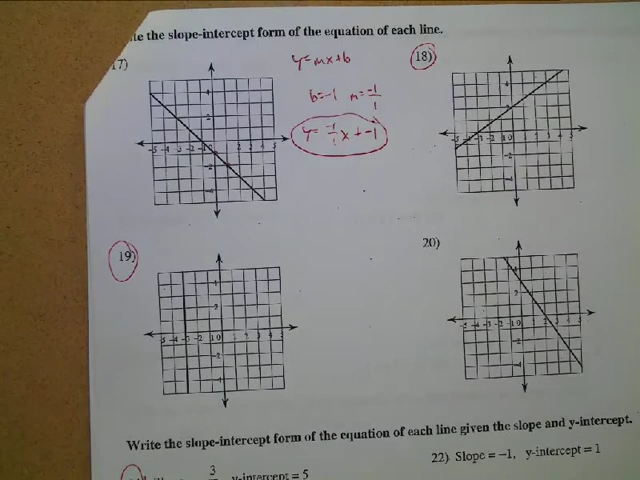 the slope-intercept form of the equation of each line.
17)
y=mx+b
b=-1 m=-1/1
y=-1/1x+-1
18)
19)
20)
Write the slope-intercept form of the equation of each line given the slope and y-intercept.
3
y-intercept = 5
22) Slope = −1, y-intercept = 1